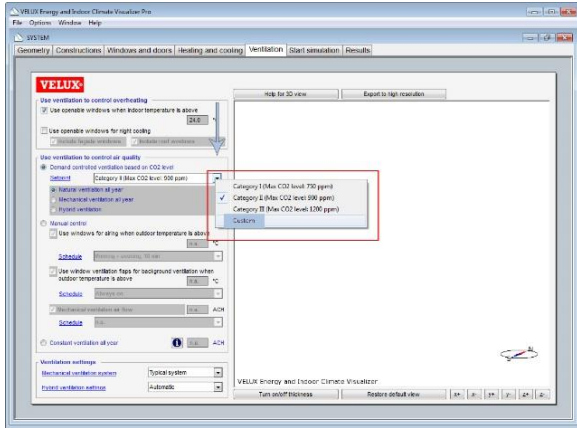 VELUX Energy and Indoor Climate Visualizer Pro
File Options Window Help
SYSTEM
Geometry Constructions Windows and doors Heating and cooling Ventilation Start simulation Results
VELUX
Help for 3D view Export to high resolution
Use ventilation to control overheating
Use openable windows when indoor temperature is above
24.0
Use openable windows for night cooling
Include façade windows Include roof windows
Use ventilation to control air quality
Demand controlled ventilation based on CO2 level
Setpoint Category II (Max CO2 level: 900 ppm)
Category I (Max CO2 level: 750 ppm)
Category II (Max CO2 level: 900 ppm)
Category III (Max CO2 level: 1200 ppm)
Custom
Natural ventilation all year
Mechanical ventilation all year
Hybrid ventilation
Manual control
Use windows for airing when outdoor temperature is above
n.a. °C
Schedule
Use window ventilation flaps for background ventilation when
outdoor temperature is above
n.a. °C
Schedule Always on
Mechanical ventilation air flow n.a. ACH
Schedule n.a.
Constant ventilation all year n.a. ACH
Ventilation settings
Mechanical ventilation system Typical system
Hybrid ventilation settings Automatic
N
VELUX Energy and Indoor Climate Visualizer
Turn on/off thickness Restore default view x+ x- y+ y- z+ z-